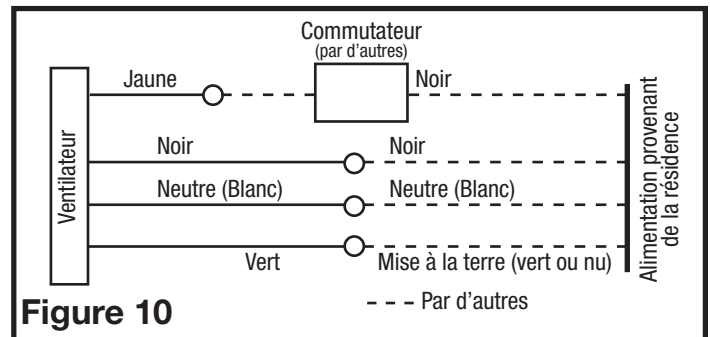 Commutateur
(par d'autres)
Jaune
Noir
Noir
Noir
Neutre (Blanc)
Neutre (Blanc)
Vert
Mise à la terre (vert ou nu)
Ventilateur
Alimentation provenant
de la résidence
- - - Par d'autres
Figure 10